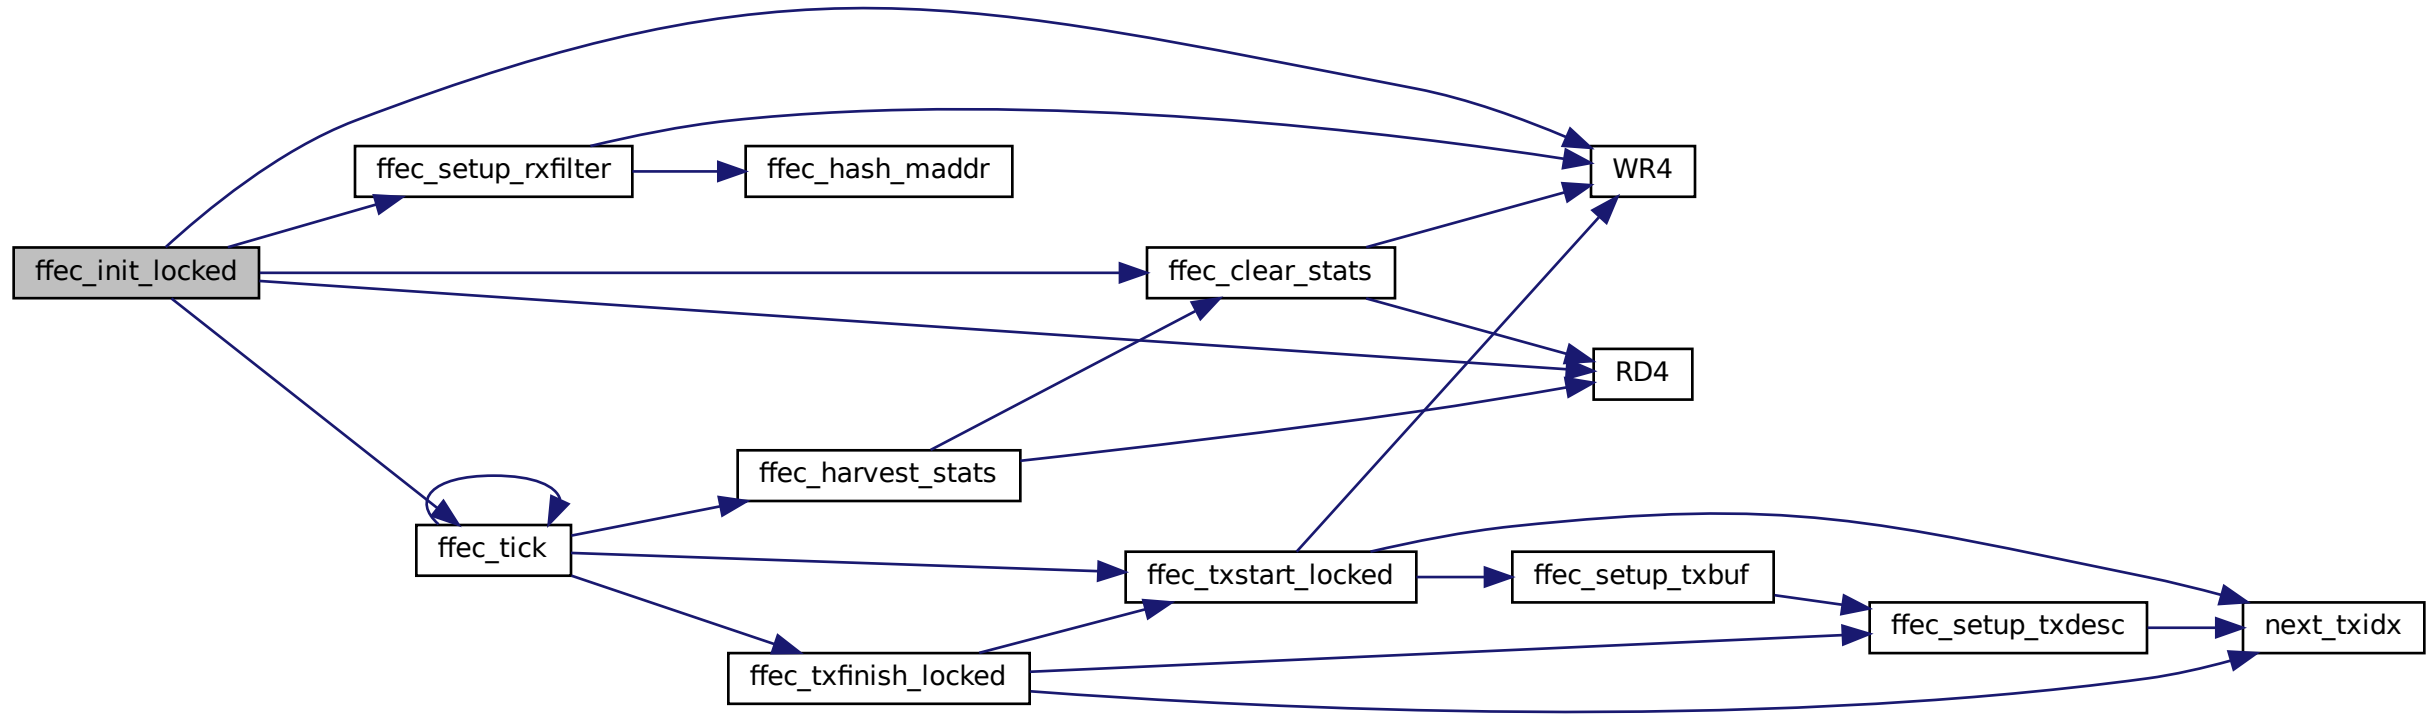 ffec_setup_rxfilter
ffec_hash_maddr
WR4
ffec_init_locked
ffec_clear_stats
RD4
ffec_harvest_stats
ffec_tick
ffec_txstart_locked
ffec_setup_txbuf
ffec_setup_txdesc
next_txidx
ffec_txfinish_locked